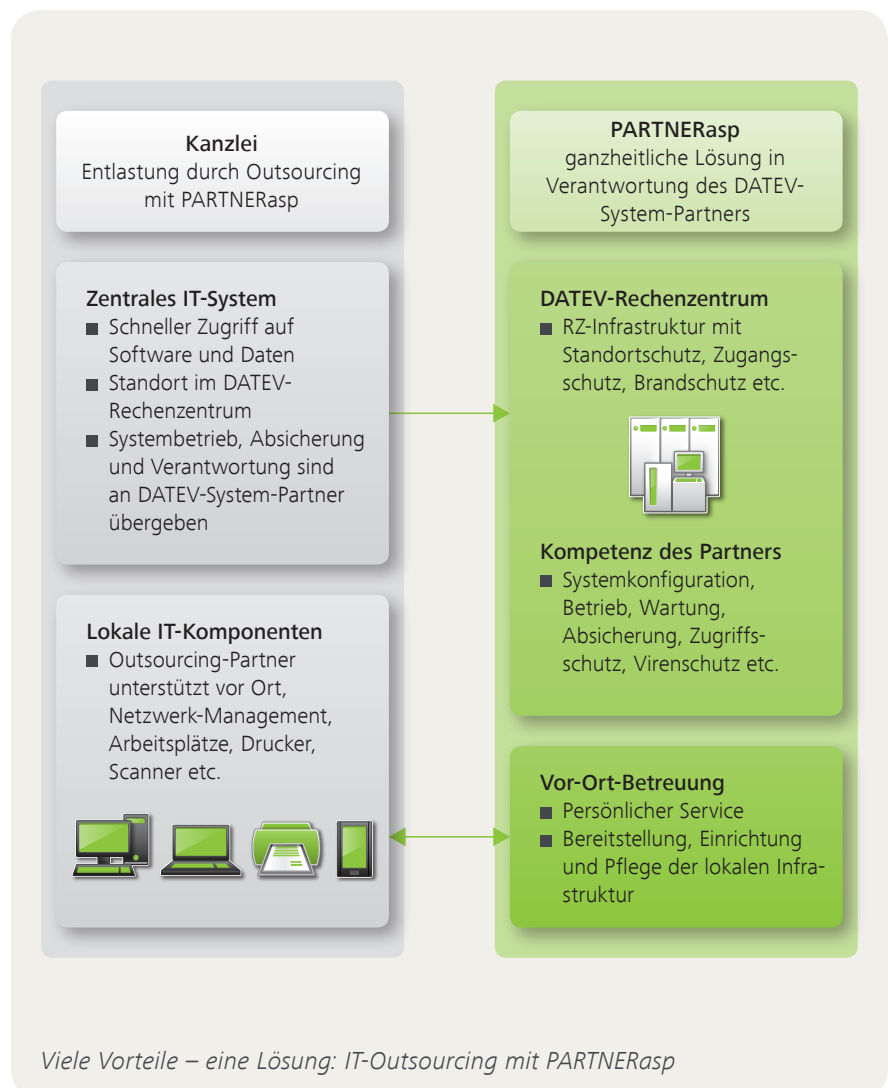 Kanzlei
Entlastung durch Outsourcing
mit PARTNERasp
Zentrales IT-System
■ Schneller Zugriff auf
Software und Daten
■ Standort im DATEV-
Rechenzentrum
■ Systembetrieb, Absicherung
und Verantwortung sind
an DATEV-System-Partner
übergeben
Lokale IT-Komponenten
■ Outsourcing-Partner
unterstützt vor Ort,
Netzwerk-Management,
Arbeitsplätze, Drucker,
Scanner etc.
PARTNERasp
ganzheitliche Lösung in
Verantwortung des DATEV-
System-Partners
DATEV-Rechenzentrum
■ RZ-Infrastruktur mit
Standortschutz, Zugangs-
schutz, Brandschutz etc.
Kompetenz des Partners
■ Systemkonfiguration,
Betrieb, Wartung,
Absicherung, Zugriffs-
schutz, Virenschutz etc.
Vor-Ort-Betreuung
■ Persönlicher Service
■ Bereitstellung, Einrichtung
und Pflege der lokalen Infra-
struktur
Viele Vorteile – eine Lösung: IT-Outsourcing mit PARTNERasp